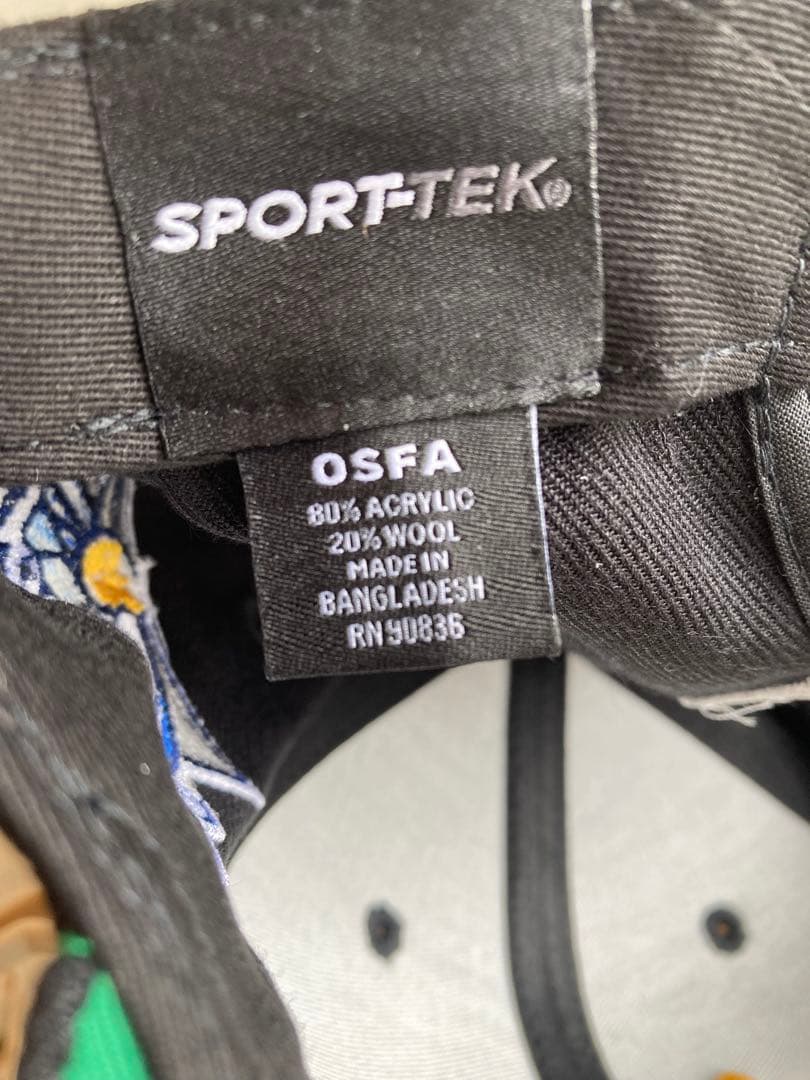 SPORT-TEK®
OSFA
80% ACRYLIC
20% WOOL
MADE IN
BANGLADESH
RN 90836